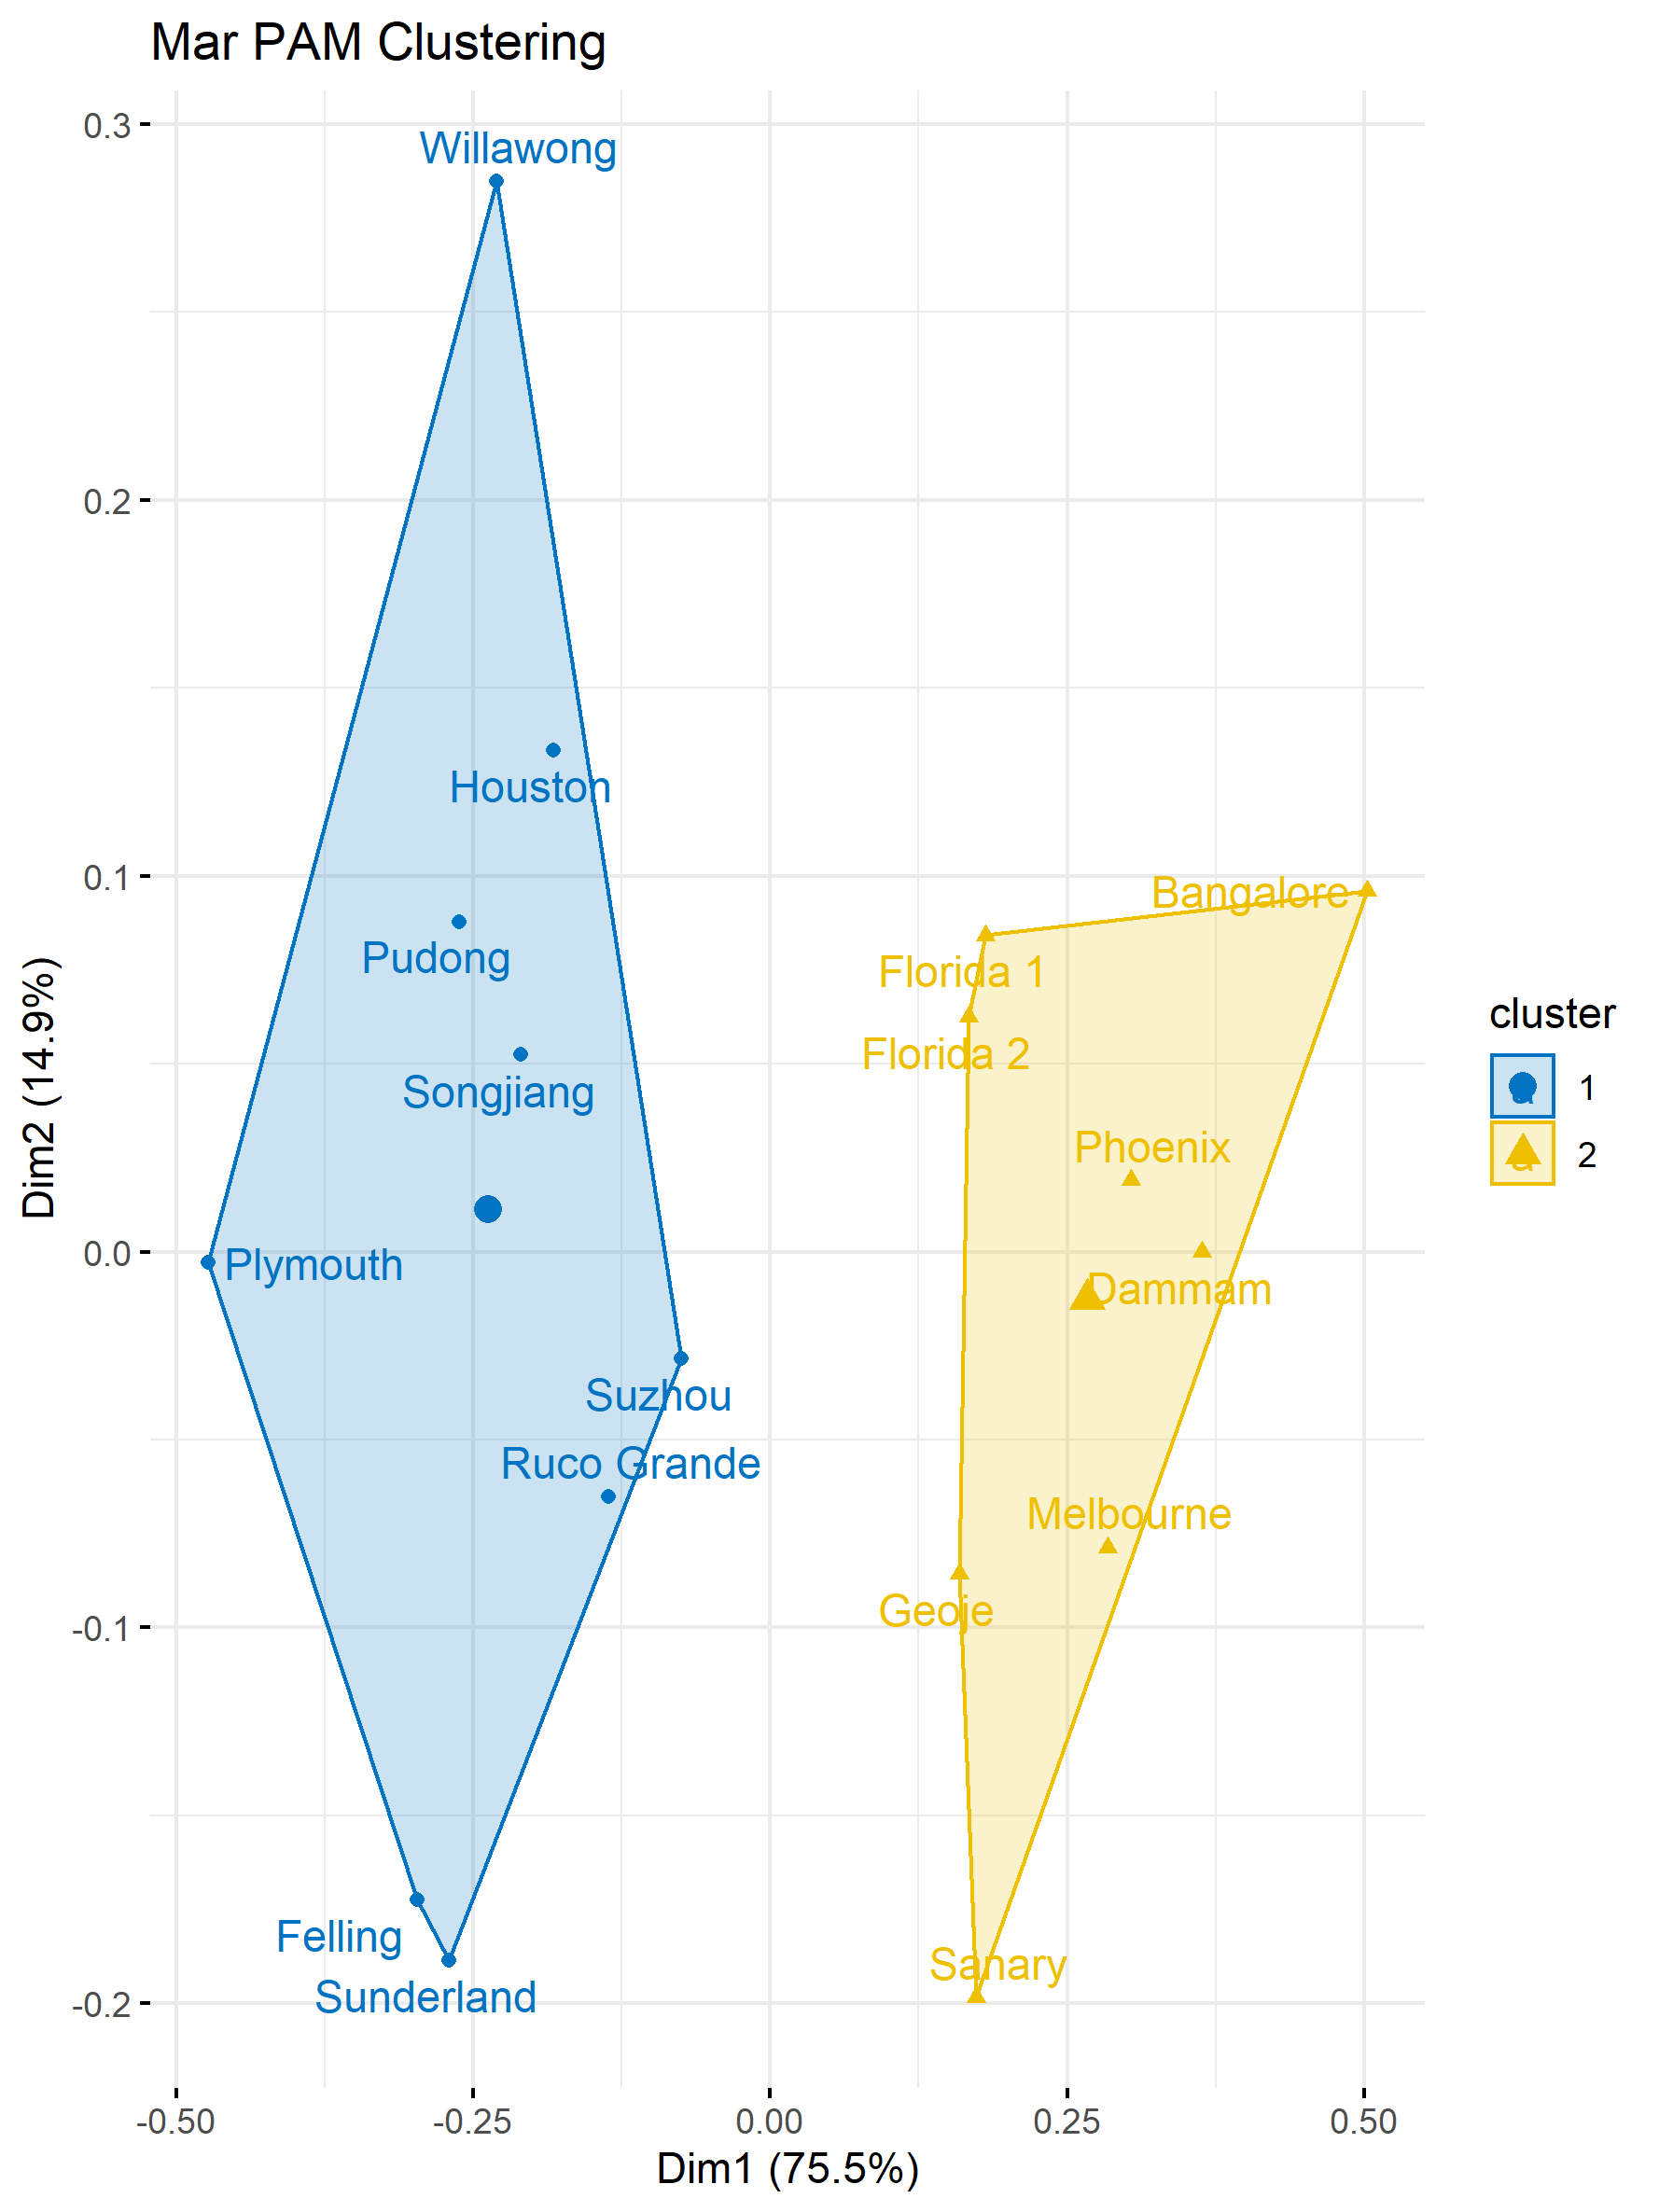 Mar PAM Clustering
0.3
0.2
0.1
0.0
-0.1
-0.2
Dim2 (14.9%)
Willawong
Houston
Pudong
Songjiang
Plymouth
Suzhou
Ruco Grande
Felling
Sunderland
Bangalore
Florida 1
Florida 2
Phoenix
Dammam
Melbourne
Geoje
Sanary
-0.50
-0.25
0.00
0.25
0.50
Dim1 (75.5%)
cluster
a 1
a 2